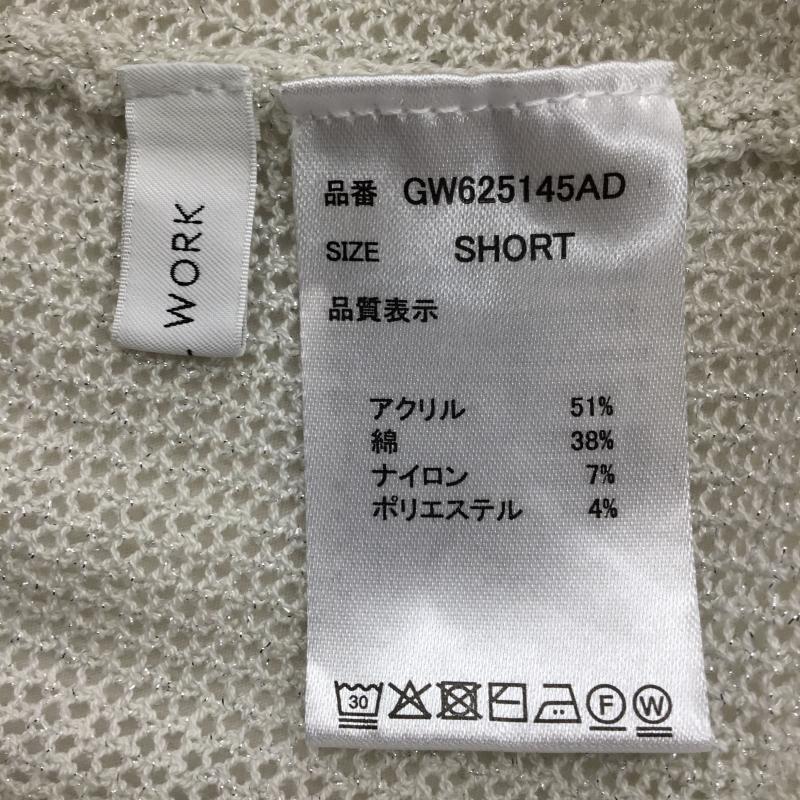 WORK
品番 GW625145AD
SIZE SHORT
品質表示
アクリル 51%
綿 38%
ナイロン 7%
ポリエステル 4%
30
F
W